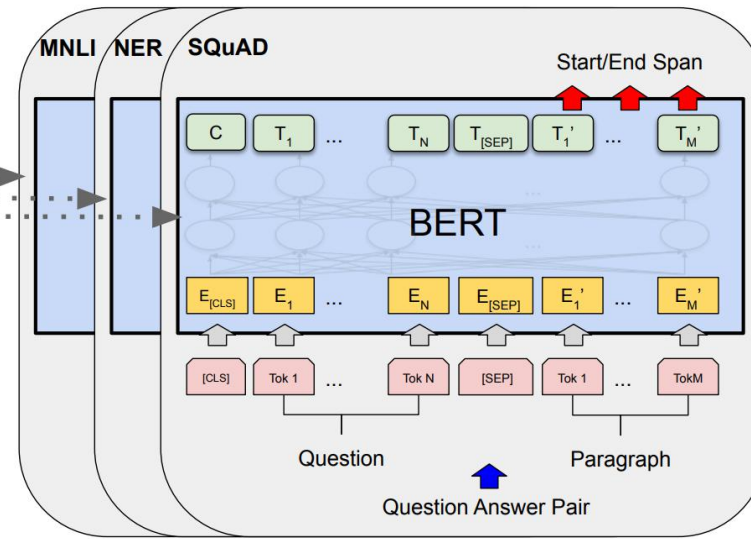 MNLI NER SQuAD
Start/End Span
C T1 ... TN T[SEP] T1' ... TM'
...
BERT
...
E[CLS] E1 ... EN E[SEP] E1' ... EM'
[CLS] Tok 1 ... Tok N [SEP] Tok 1 ... TokM
Question Paragraph
Question Answer Pair